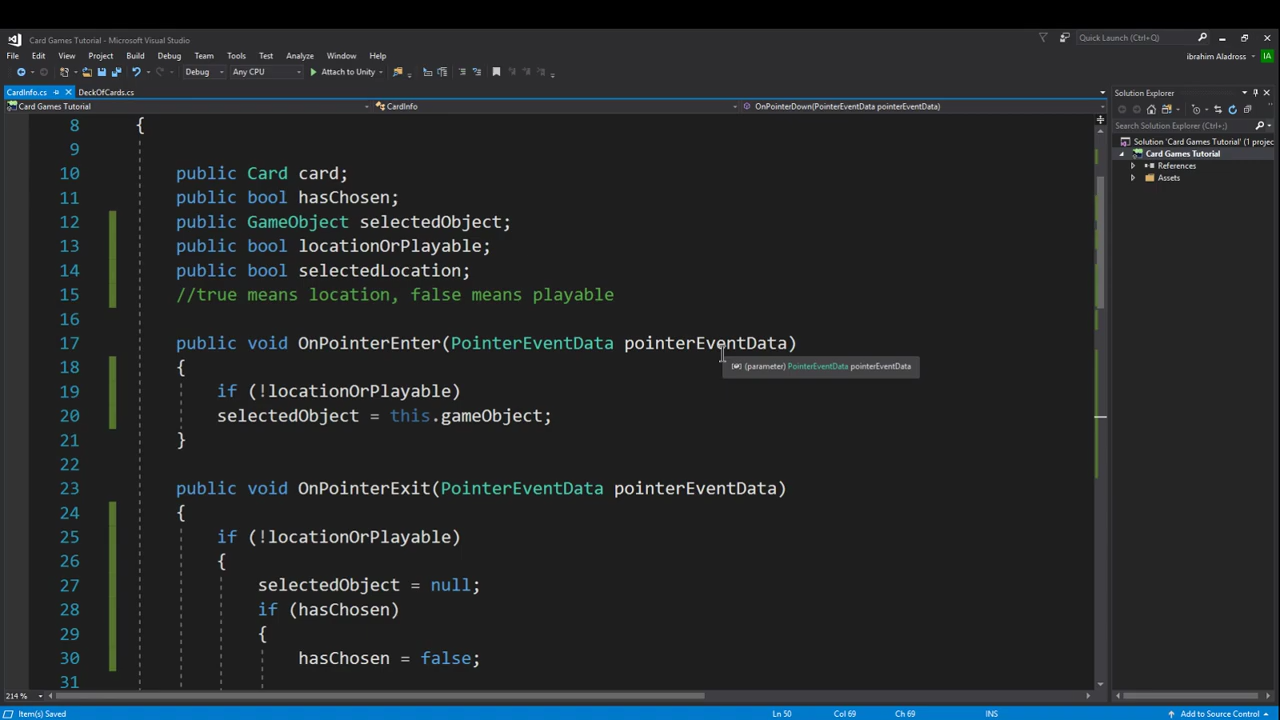 Card Games Tutorial - Microsoft Visual Studio
Quick Launch (Ctrl+;)
File Edit View Project Build Debug Team Tools Test Analyze Window Help
ibrahim Aladross
IA
Debug Any CPU Attach to Unity
CardInfo.cs DeckOfCards.cs
Solution Explorer
Card Games Tutorial CardInfo OnPointerDown(PointerEventData pointerEventData)
Search Solution Explorer (Ctrl+;)
Solution 'Card Games Tutorial' (1 projec
Card Games Tutorial
References
Assets
8 {
9
10 public Card card;
11 public bool hasChosen;
12 public GameObject selectedObject;
13 public bool locationOrPlayable;
14 public bool selectedLocation;
15 //true means location, false means playable
16
17 public void OnPointerEnter(PointerEventData pointerEventData)
18 {
(parameter) PointerEventData pointerEventData
19 if (!locationOrPlayable)
20 selectedObject = this.gameObject;
21 }
22
23 public void OnPointerExit(PointerEventData pointerEventData)
24 {
25 if (!locationOrPlayable)
26 {
27 selectedObject = null;
28 if (hasChosen)
29 {
30 hasChosen = false;
31
214 %
Item(s) Saved Ln 50 Col 69 Ch 69 INS Add to Source Control